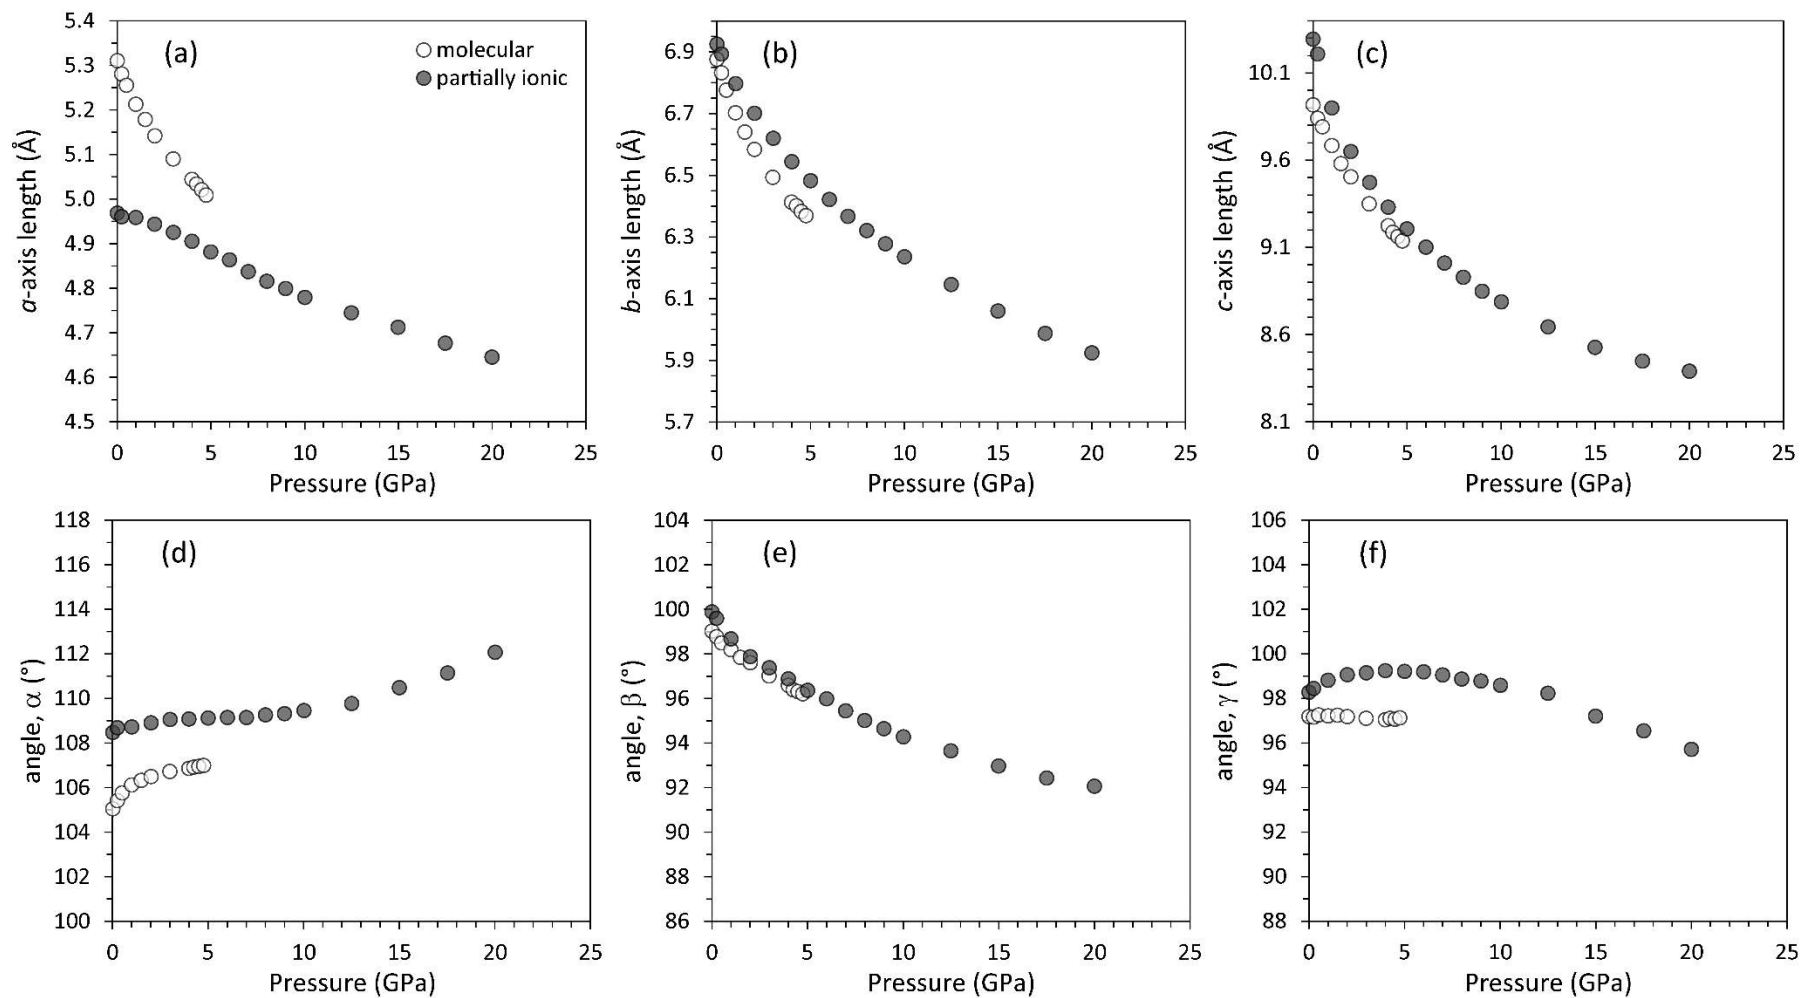 (a)
molecular
partially ionic
5.4
5.3
5.2
5.1
5.0
4.9
4.8
4.7
4.6
4.5
a-axis length (Å)
0 5 10 15 20 25
Pressure (GPa)
(b)
6.9
6.7
6.5
6.3
6.1
5.9
5.7
b-axis length (Å)
0 5 10 15 20 25
Pressure (GPa)
(c)
10.1
9.6
9.1
8.6
8.1
c-axis length (Å)
0 5 10 15 20 25
Pressure (GPa)
(d)
118
116
114
112
110
108
106
104
102
100
angle, α (°)
0 5 10 15 20 25
Pressure (GPa)
(e)
104
102
100
98
96
94
92
90
88
86
angle, β (°)
0 5 10 15 20 25
Pressure (GPa)
(f)
106
104
102
100
98
96
94
92
90
88
angle, γ (°)
0 5 10 15 20 25
Pressure (GPa)